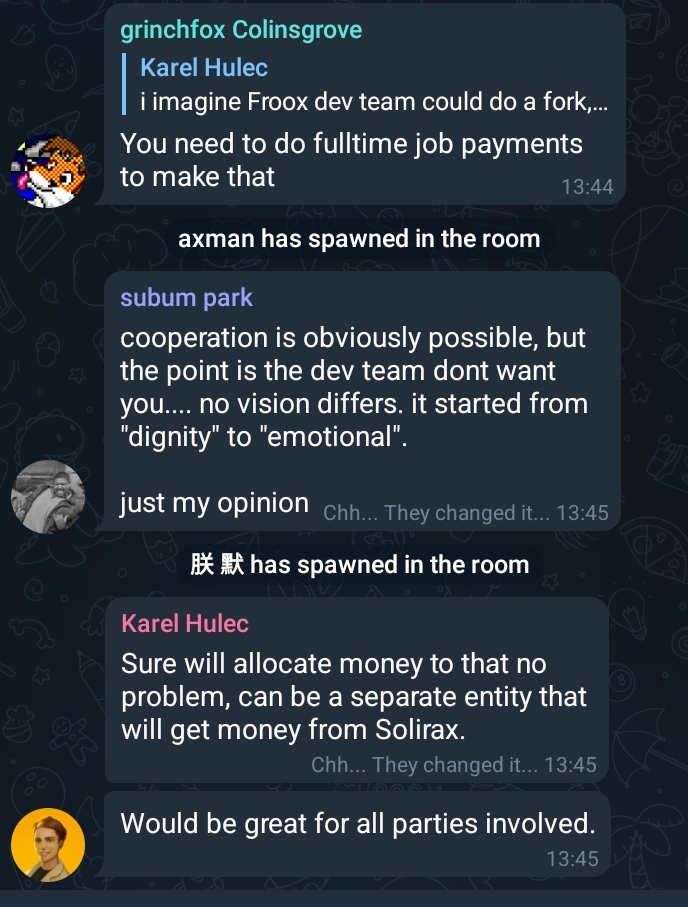 grinchfox Colinsgrove
Karel Hulec
i imagine Froox dev team could do a fork,...
You need to do fulltime job payments
to make that
13:44
axman has spawned in the room
subum park
cooperation is obviously possible, but
the point is the dev team dont want
you.... no vision differs. it started from
"dignity" to "emotional".
just my opinion
Chh... They changed it... 13:45
朕 默 has spawned in the room
Karel Hulec
Sure will allocate money to that no
problem, can be a separate entity that
will get money from Solirax.
Chh... They changed it... 13:45
Would be great for all parties involved.
13:45